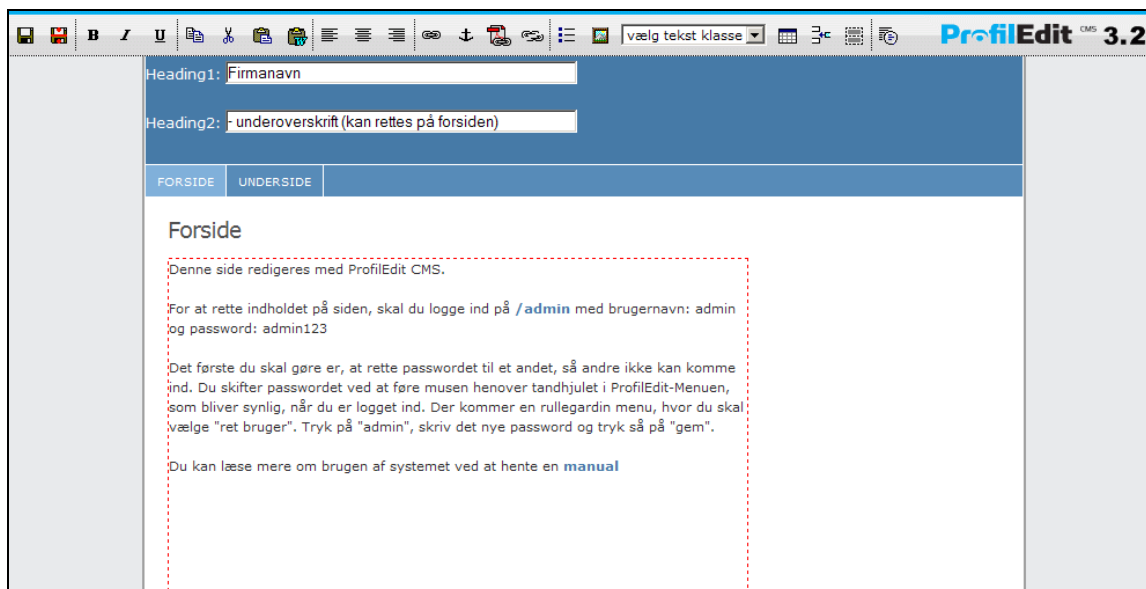 B I U vælg tekst klasse ProfilEdit CMS 3.2
Heading1: Firmanavn
Heading2: - underoverskrift (kan rettes på forsiden)
FORSIDE UNDERSIDE
Forside
Denne side redigeres med ProfilEdit CMS.
For at rette indholdet på siden, skal du logge ind på /admin med brugernavn: admin
og password: admin123
Det første du skal gøre er, at rette passwordet til et andet, så andre ikke kan komme
ind. Du skifter passwordet ved at føre musen henover tandhjulet i ProfilEdit-Menuen,
som bliver synlig, når du er logget ind. Der kommer en rullegardin menu, hvor du skal
vælge "ret bruger". Tryk på "admin", skriv det nye password og tryk så på "gem".
Du kan læse mere om brugen af systemet ved at hente en manual